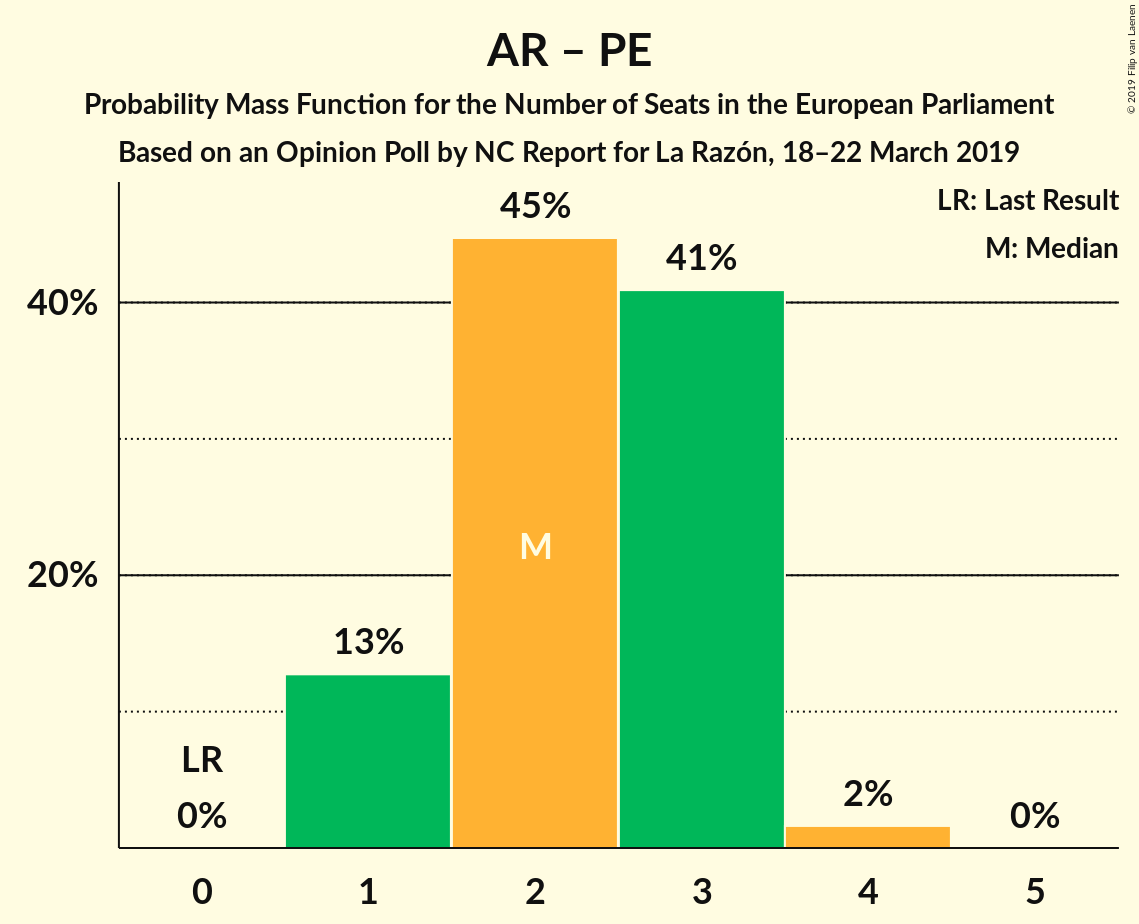 AR – PE
Probability Mass Function for the Number of Seats in the European Parliament
Based on an Opinion Poll by NC Report for La Razón, 18–22 March 2019
© 2019 Filip van Laenen
LR: Last Result
M: Median
45%
41%
40%
M
20%
13%
LR
0%
2%
0%
0 1 2 3 4 5